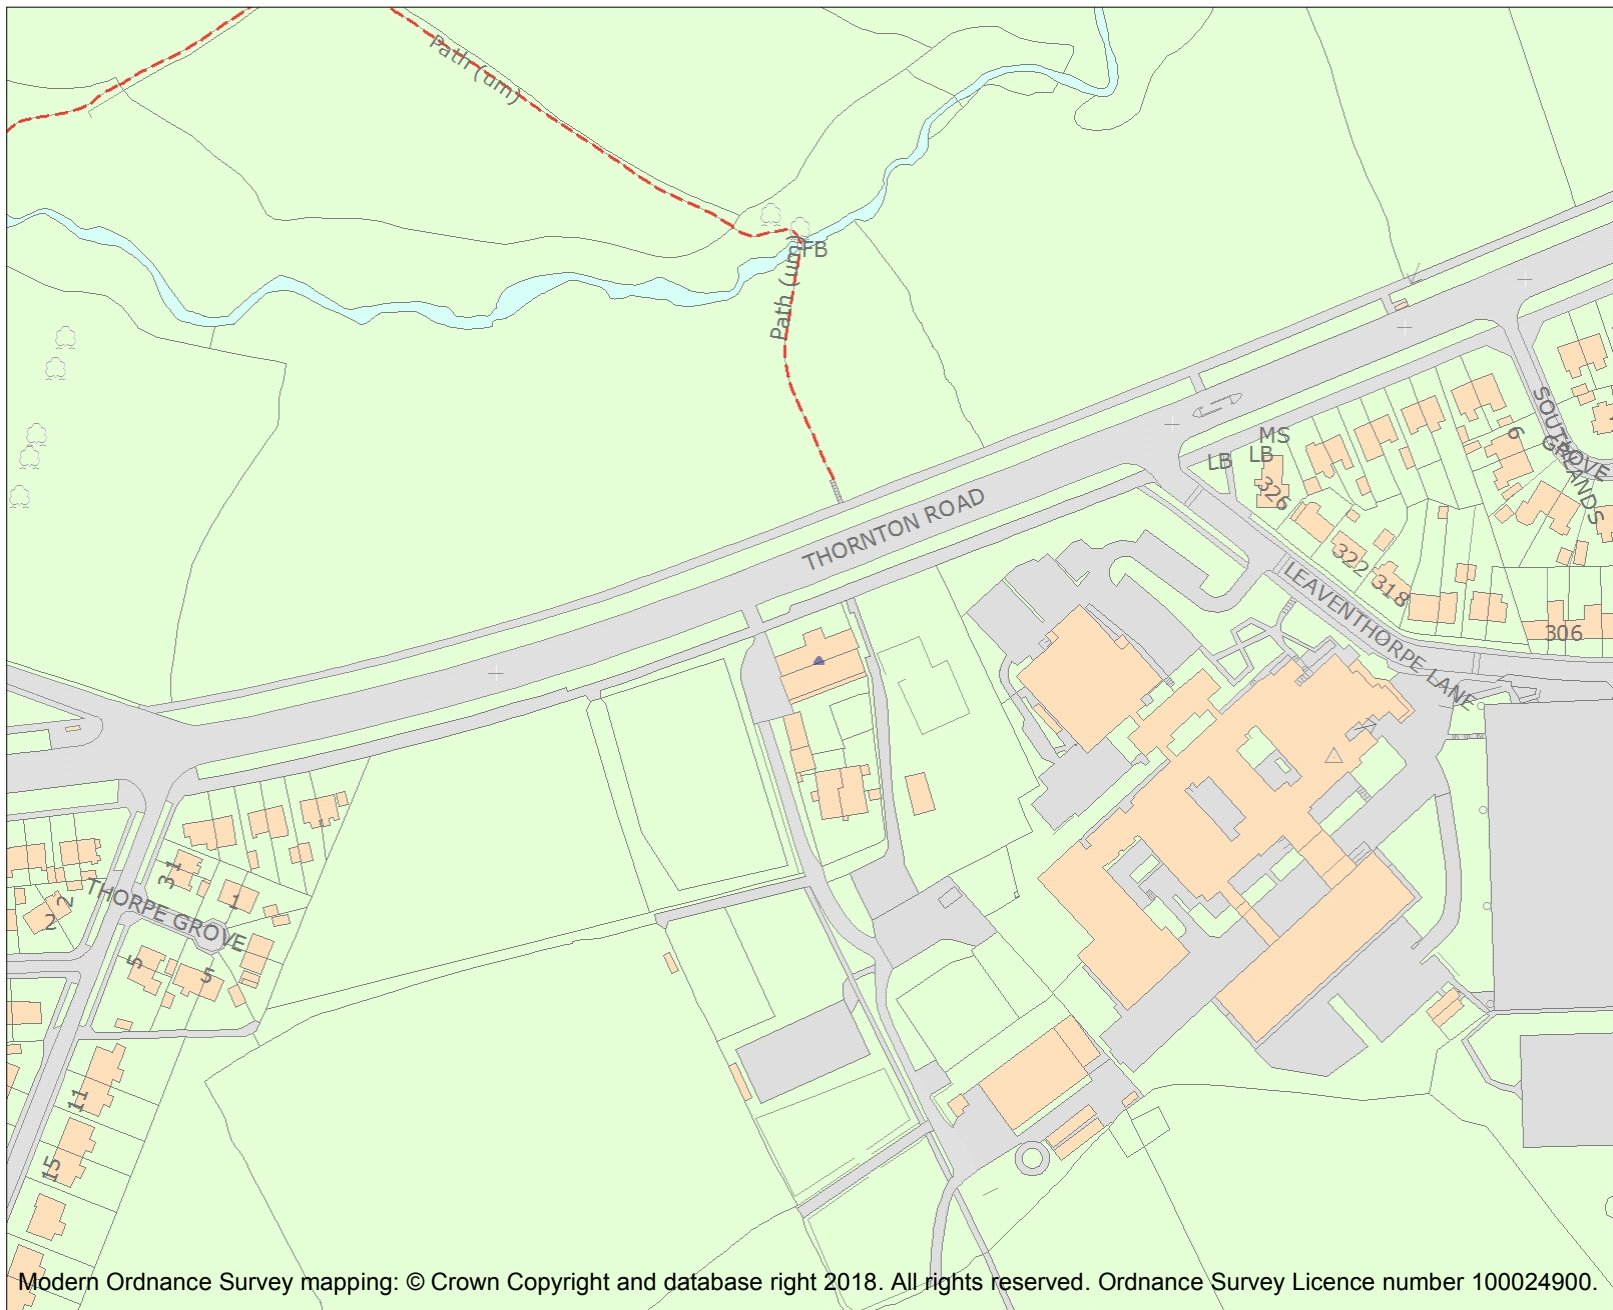 Path (um)
Path (um)
FB
THORNTON ROAD
MS
LB
LB
326
322
318
306
6
SOUTHLANDS
GROVE
LEAVENTHORPE LANE
31
1
2
2
THORPE GROVE
5
5
11
15
Modern Ordnance Survey mapping: © Crown Copyright and database right 2018. All rights reserved. Ordnance Survey Licence number 100024900.